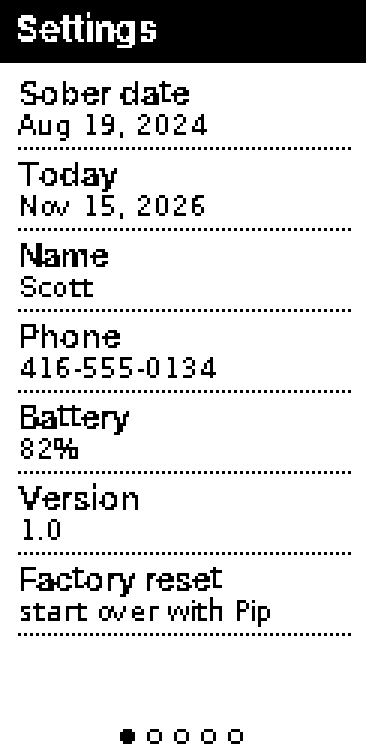 Settings
Sober date
Aug 19, 2024
Today
Nov 15, 2026
Name
Scott
Phone
416-555-0134
Battery
82%
Version
1.0
Factory reset
start over with Pip